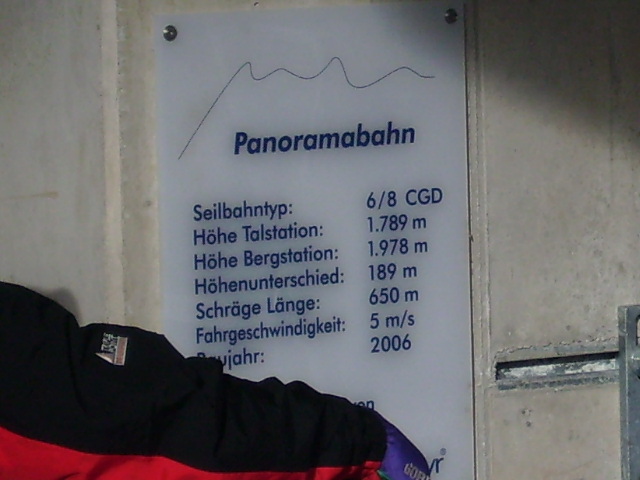 Panoramabahn
Seilbahntyp: 6/8 CGD
Höhe Talstation: 1.789 m
Höhe Bergstation: 1.978 m
Höhenunterschied: 189 m
Schräge Länge: 650 m
Fahrgeschwindigkeit: 5 m/s
Baujahr: 2006